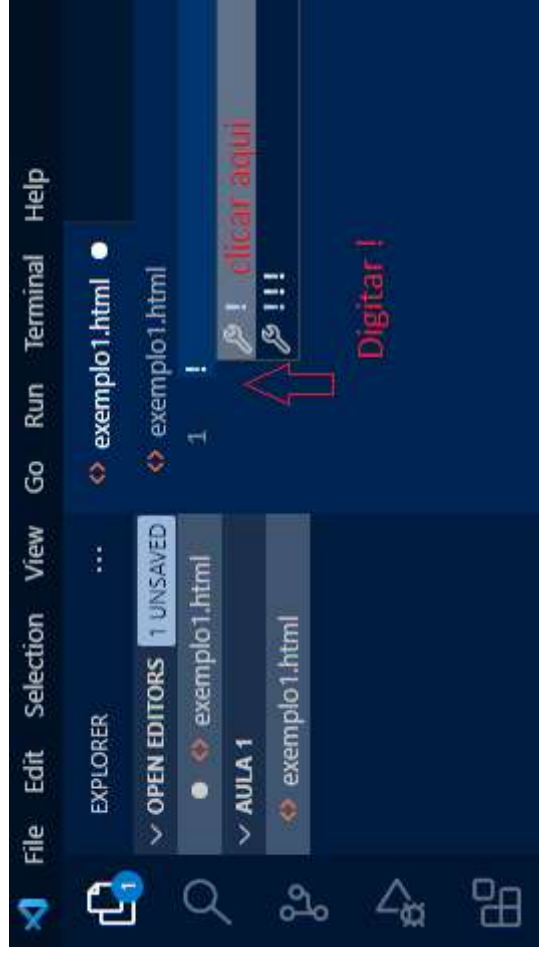 File Edit Selection View Go Run Terminal Help
EXPLORER ...
OPEN EDITORS 1 UNSAVED
exemplo1.html
AULA 1
exemplo1.html
exemplo1.html
exemplo1.html
1 !
! clicar aqui
!!!
Digitar !
1